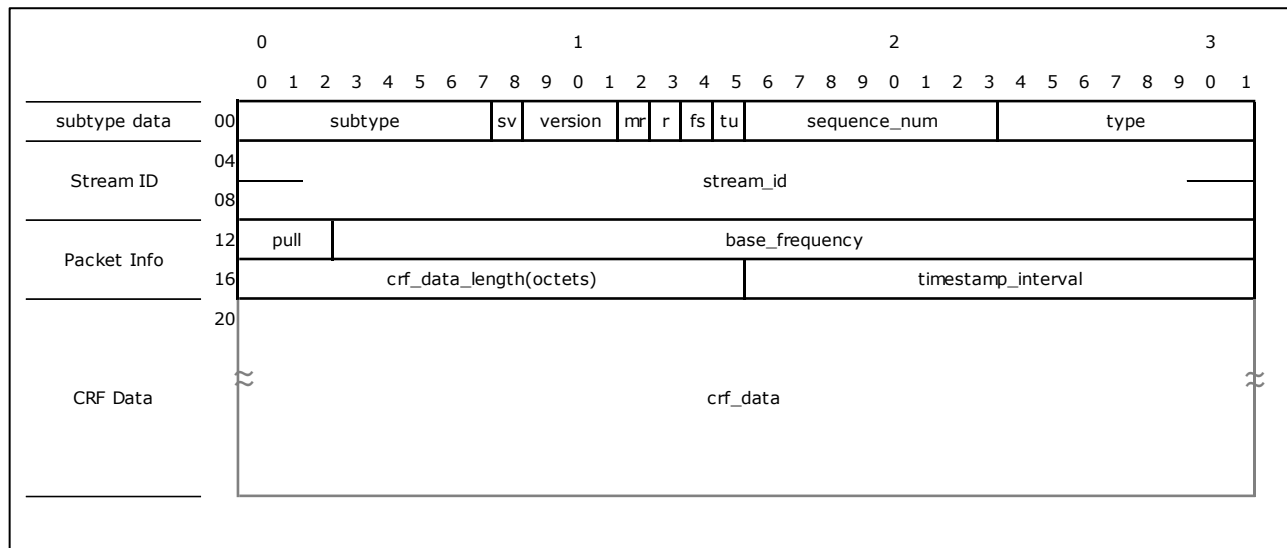 0 1 2 3
0 1 2 3 4 5 6 7 8 9 0 1 2 3 4 5 6 7 8 9 0 1 2 3 4 5 6 7 8 9 0 1
subtype data 00 subtype sv version mr r fs tu sequence_num type
04
Stream ID stream_id
08
12 pull base_frequency
Packet Info
16 crf_data_length(octets) timestamp_interval
20
CRF Data crf_data